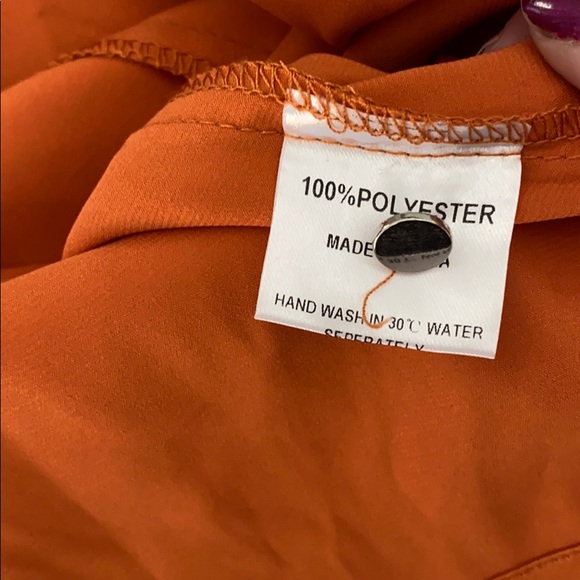 100%POLYESTER
MADE
HAND WASH IN 30℃ WATER
SEPERATELY